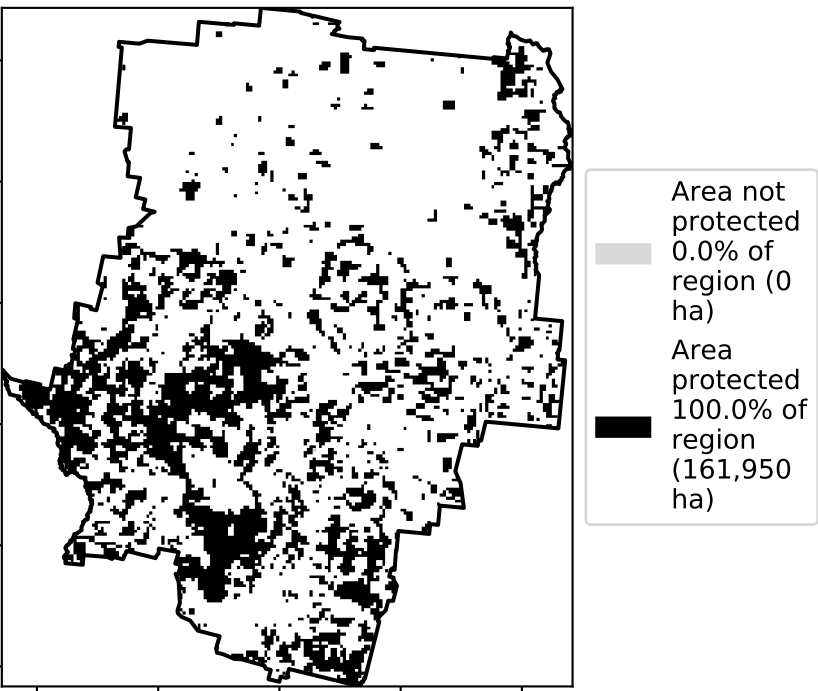 Area not
protected
0.0% of
region (0
ha)
Area
protected
100.0% of
region
(161,950
ha)